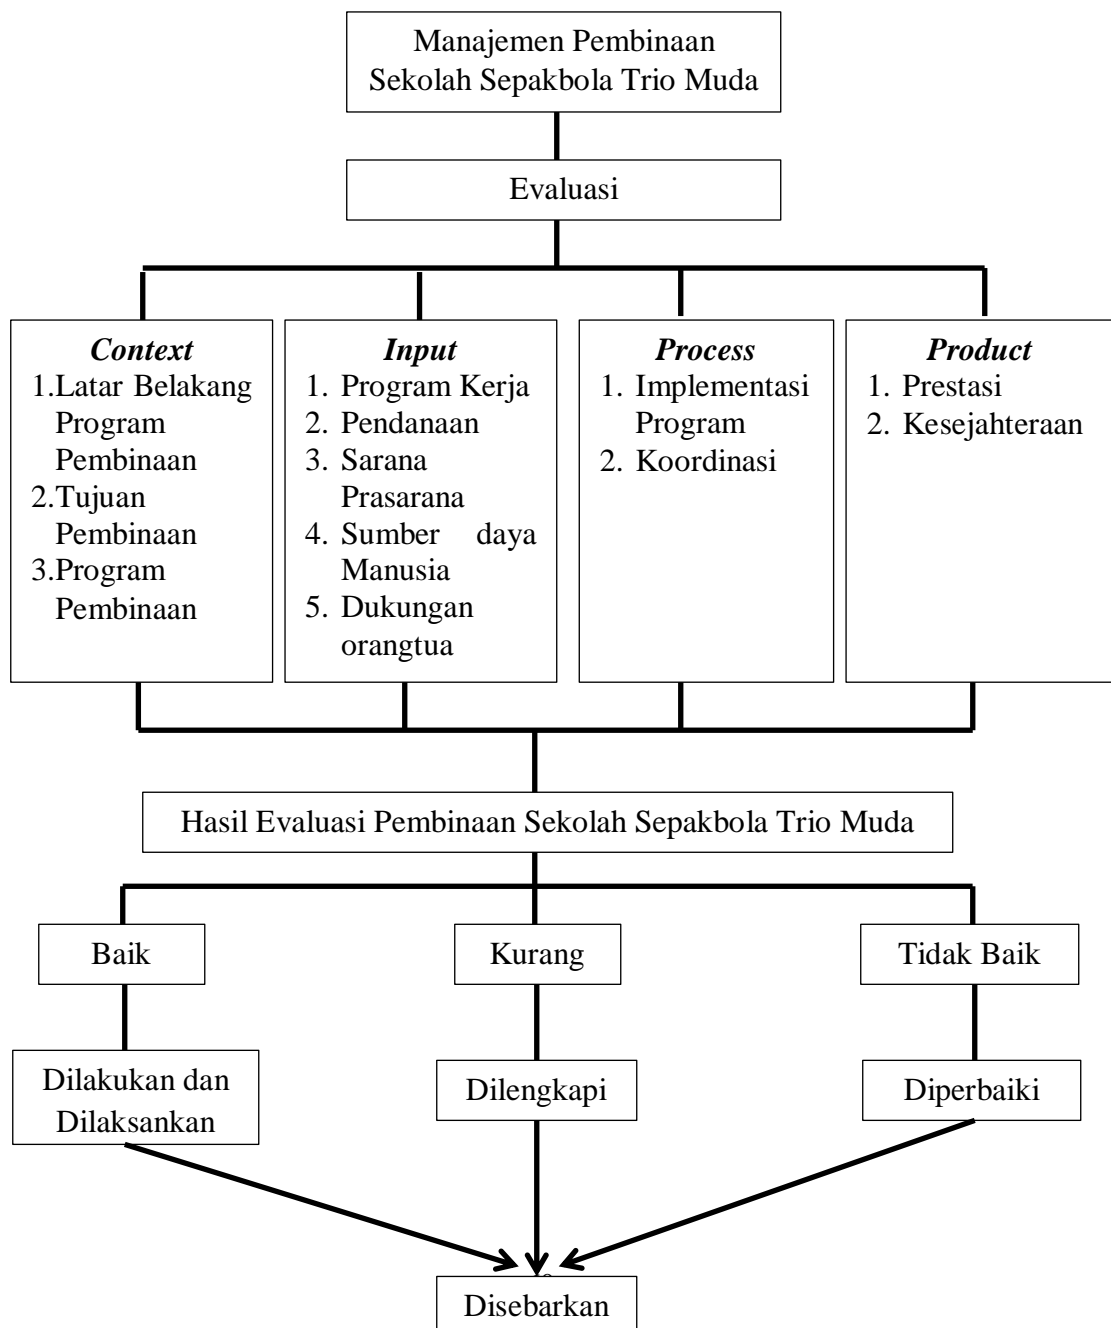 Manajemen Pembinaan
Sekolah Sepakbola Trio Muda
Evaluasi
Context
1.Latar Belakang
Program
Pembinaan
2.Tujuan
Pembinaan
3.Program
Pembinaan
Input
1. Program Kerja
2. Pendanaan
3. Sarana
Prasarana
4. Sumber daya
Manusia
5. Dukungan
orangtua
Process
1. Implementasi
Program
2. Koordinasi
Product
1. Prestasi
2. Kesejahteraan
Hasil Evaluasi Pembinaan Sekolah Sepakbola Trio Muda
Baik
Kurang
Tidak Baik
Dilakukan dan
Dilaksankan
Dilengkapi
Diperbaiki
Disebarkan